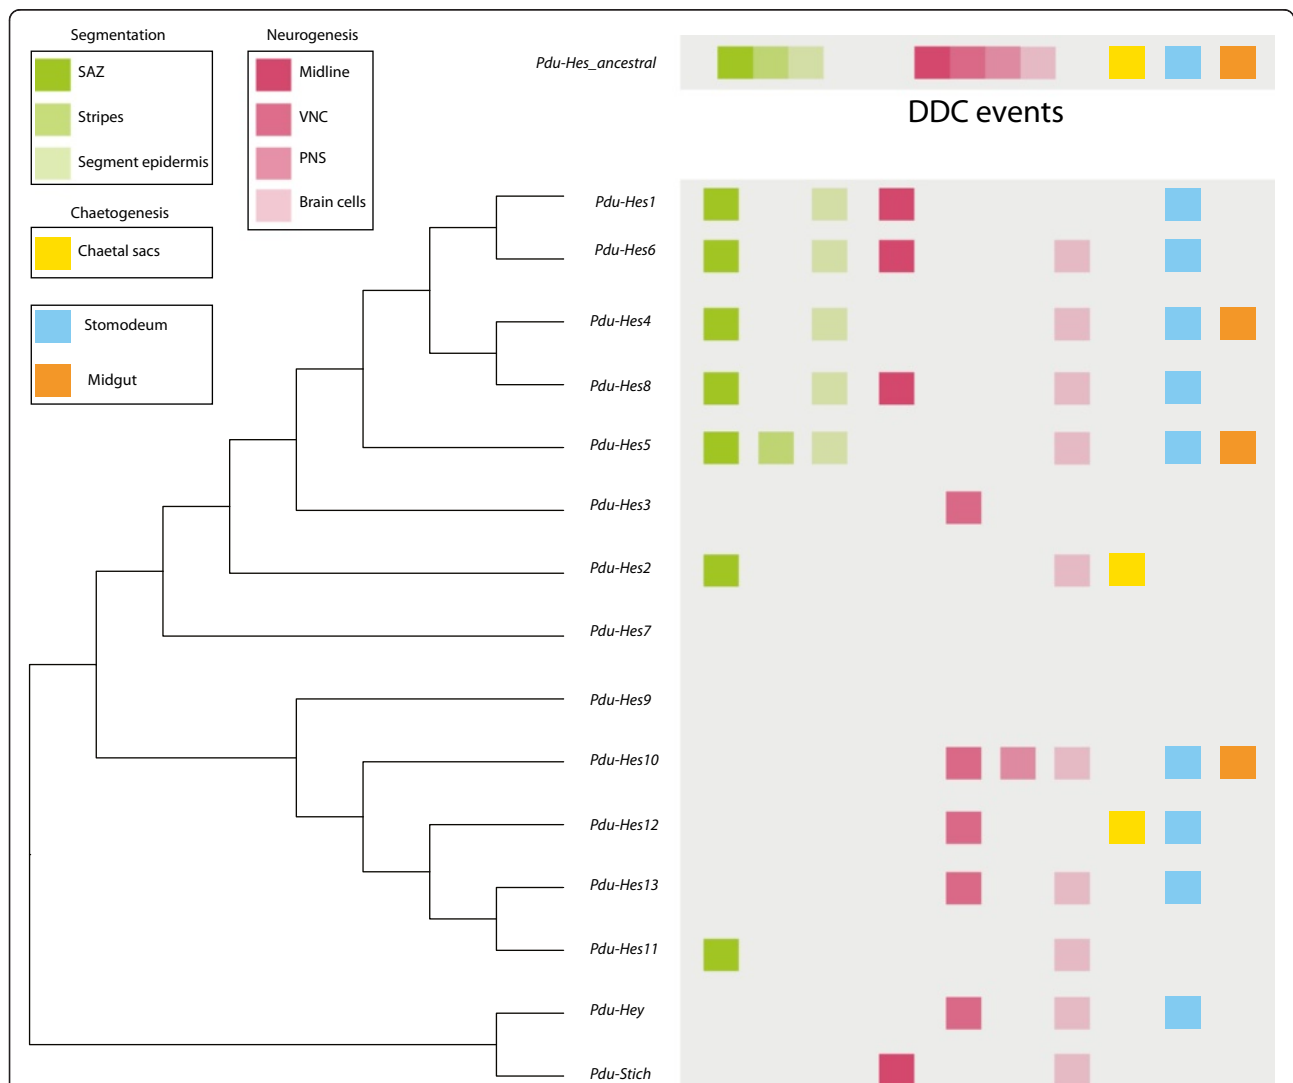 Segmentation
SAZ
Stripes
Segment epidermis
Chaetogenesis
Chaetal sacs
Stomodeum
Midgut
Neurogenesis
Midline
VNC
PNS
Brain cells
Pdu-Hes_ancestral
DDC events
Pdu-Hes1
Pdu-Hes6
Pdu-Hes4
Pdu-Hes8
Pdu-Hes5
Pdu-Hes3
Pdu-Hes2
Pdu-Hes7
Pdu-Hes9
Pdu-Hes10
Pdu-Hes12
Pdu-Hes13
Pdu-Hes11
Pdu-Hey
Pdu-Stich